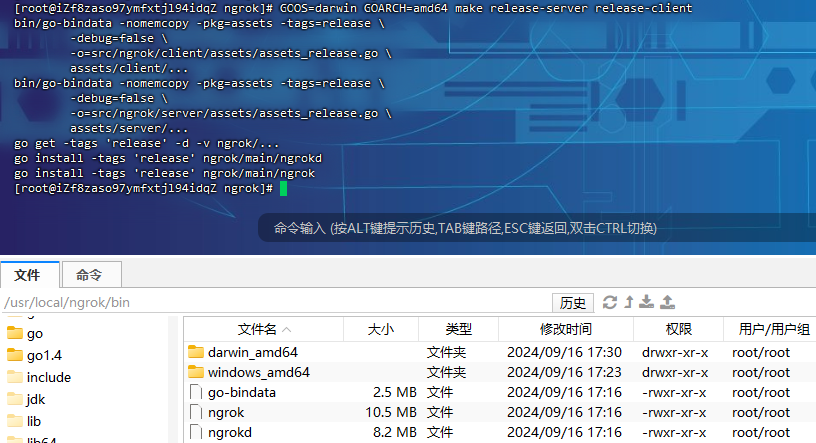 [root@iZf8zaso97ymfxtjl94idqZ ngrok]# GCOS=darwin GOARCH=amd64 make release-server release-client
bin/go-bindata -nomemcopy -pkg=assets -tags=release \
-debug=false \
-o=src/ngrok/client/assets/assets_release.go \
assets/client/...
bin/go-bindata -nomemcopy -pkg=assets -tags=release \
-debug=false \
-o=src/ngrok/server/assets/assets_release.go \
assets/server/...
go get -tags 'release' -d -v ngrok/...
go install -tags 'release' ngrok/main/ngrokd
go install -tags 'release' ngrok/main/ngrok
[root@iZf8zaso97ymfxtjl94idqZ ngrok]#
命令输入 (按ALT键提示历史,TAB键路径,ESC键返回,双击CTRL切换)
文件 命令
/usr/local/ngrok/bin 历史
文件名 大小 类型 修改时间 权限 用户/用户组
go
go1.4
include
jdk
lib
lib64
darwin_amd64 文件夹 2024/09/16 17:30 drwxr-xr-x root/root
windows_amd64 文件夹 2024/09/16 17:23 drwxr-xr-x root/root
go-bindata 2.5 MB 文件 2024/09/16 17:16 -rwxr-xr-x root/root
ngrok 10.5 MB 文件 2024/09/16 17:16 -rwxr-xr-x root/root
ngrokd 8.2 MB 文件 2024/09/16 17:16 -rwxr-xr-x root/root